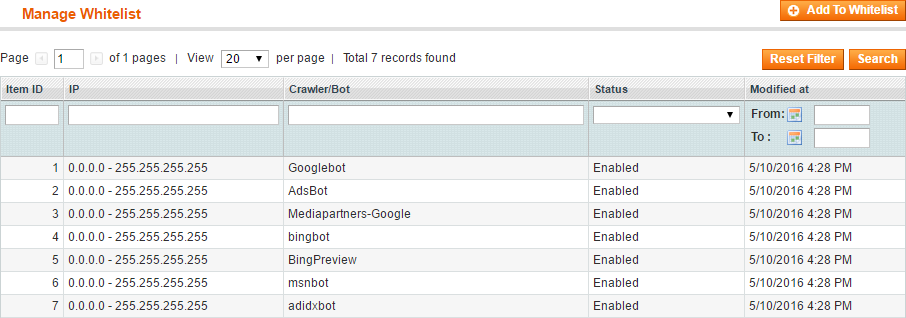 Manage Whitelist
Add To Whitelist
Page 1 of 1 pages | View 20 per page | Total 7 records found
Reset Filter Search
Item ID IP Crawler/Bot Status Modified at
From:
To :
1 0.0.0.0 - 255.255.255.255 Googlebot Enabled 5/10/2016 4:28 PM
2 0.0.0.0 - 255.255.255.255 AdsBot Enabled 5/10/2016 4:28 PM
3 0.0.0.0 - 255.255.255.255 Mediapartners-Google Enabled 5/10/2016 4:28 PM
4 0.0.0.0 - 255.255.255.255 bingbot Enabled 5/10/2016 4:28 PM
5 0.0.0.0 - 255.255.255.255 BingPreview Enabled 5/10/2016 4:28 PM
6 0.0.0.0 - 255.255.255.255 msnbot Enabled 5/10/2016 4:28 PM
7 0.0.0.0 - 255.255.255.255 adidxbot Enabled 5/10/2016 4:28 PM